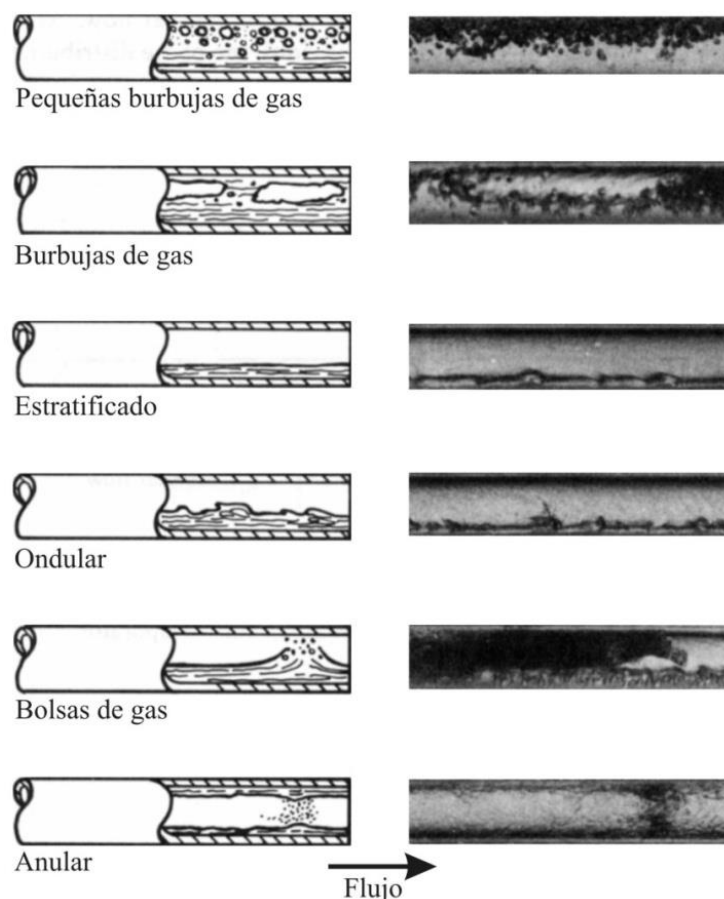 Pequeñas burbujas de gas
Burbujas de gas
Estratificado
Ondular
Bolsas de gas
Anular
Flujo